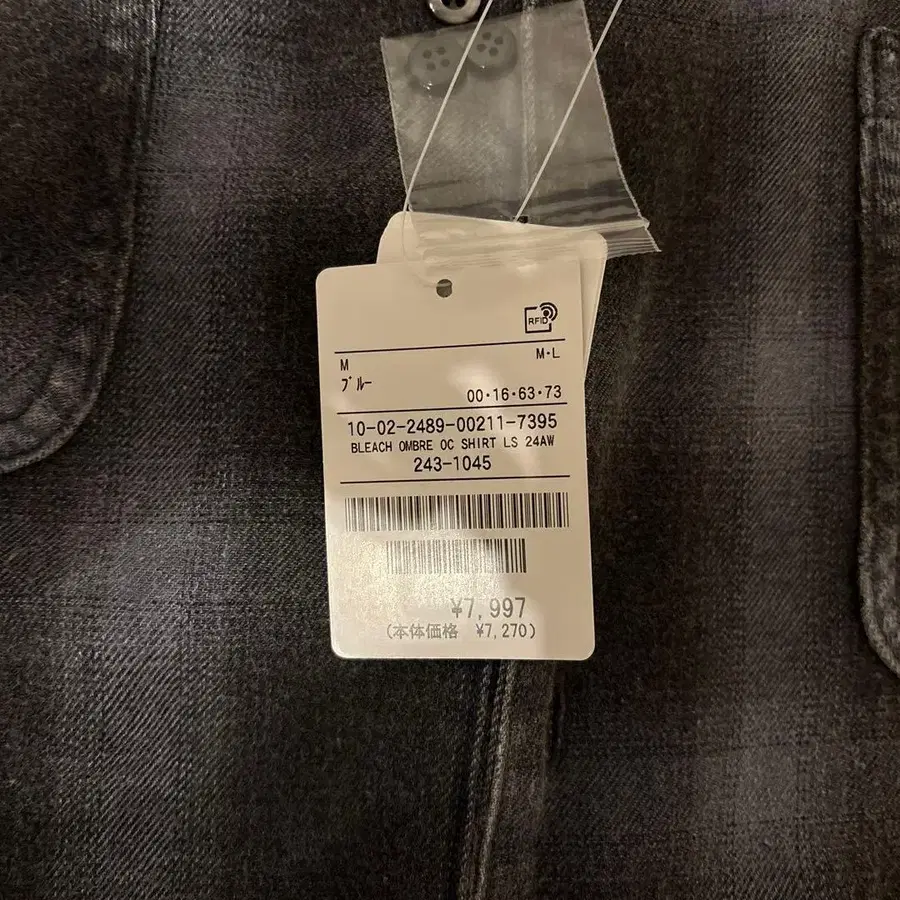 RFID
M M·L
ブルー 00·16·63·73
10-02-2489-00211-7395
BLEACH OMBRE OC SHIRT LS 24AW
243-1045
¥7,997
(本体価格 ¥7,270)